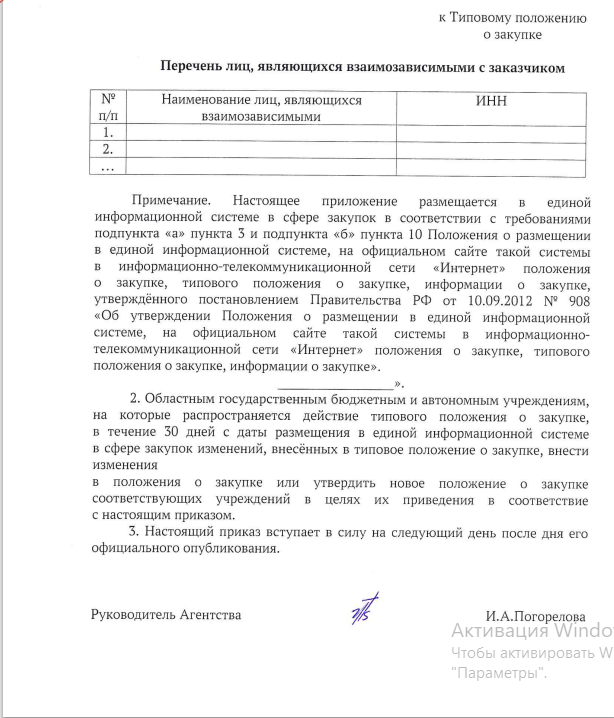 к Типовому положению
о закупке
Перечень лиц, являющихся взаимозависимыми с заказчиком
№ Наименование лиц, являющихся ИНН
п/п взаимозависимыми
1.
2.
...
Примечание. Настоящее приложение размещается в единой
информационной системе в сфере закупок в соответствии с требованиями
подпункта «а» пункта 3 и подпункта «б» пункта 10 Положения о размещении
в единой информационной системе, на официальном сайте такой системы
в информационно-телекоммуникационной сети «Интернет» положения
о закупке, типового положения о закупке, информации о закупке,
утверждённого постановлением Правительства РФ от 10.09.2012 № 908
«Об утверждении Положения о размещении в единой информационной
системе, на официальном сайте такой системы в информационно-
телекоммуникационной сети «Интернет» положения о закупке, типового
положения о закупке, информации о закупке».
________________».
2. Областным государственным бюджетным и автономным учреждениям,
на которые распространяется действие типового положения о закупке,
в течение 30 дней с даты размещения в единой информационной системе
в сфере закупок изменений, внесённых в типовое положение о закупке, внести
изменения
в положения о закупке или утвердить новое положение о закупке
соответствующих учреждений в целях их приведения в соответствие
с настоящим приказом.
3. Настоящий приказ вступает в силу на следующий день после дня его
официального опубликования.
Руководитель Агентства И.А.Погорелова
Активация Windo
Чтобы активировать W
"Параметры".